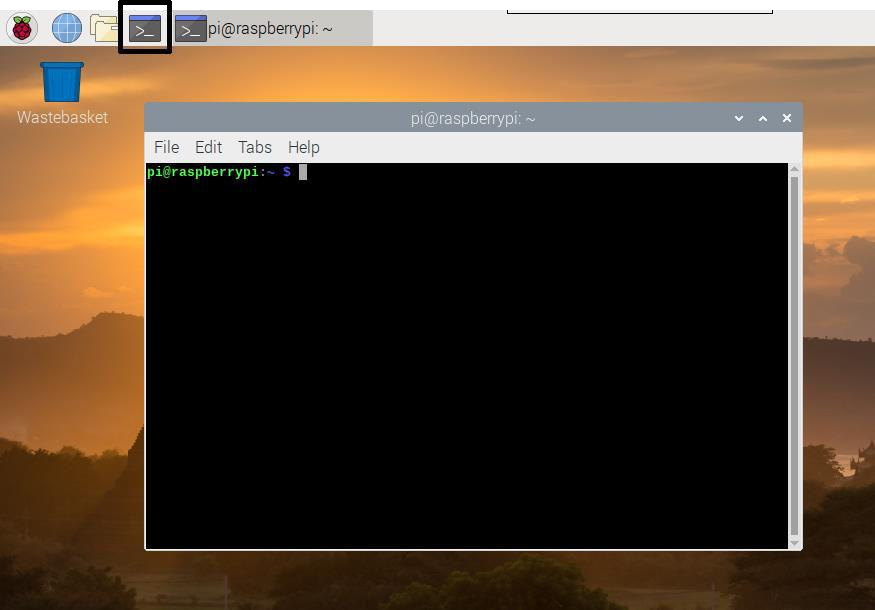 pi@raspberrypi: ~
Wastebasket
pi@raspberrypi: ~
File Edit Tabs Help
pi@raspberrypi:~ $